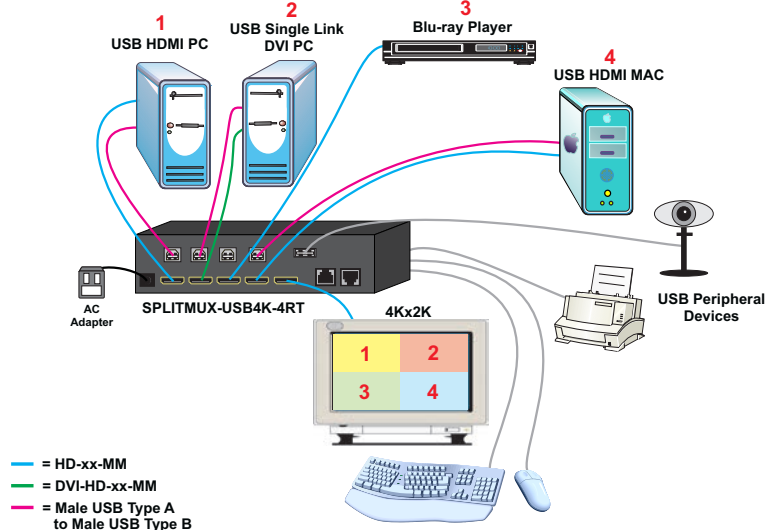 1
USB HDMI PC
2
USB Single Link
DVI PC
3
Blu-ray Player
4
USB HDMI MAC
AC
Adapter
SPLITMUX-USB4K-4RT
4Kx2K
1 2
3 4
USB Peripheral
Devices
= HD-xx-MM
= DVI-HD-xx-MM
= Male USB Type A
to Male USB Type B